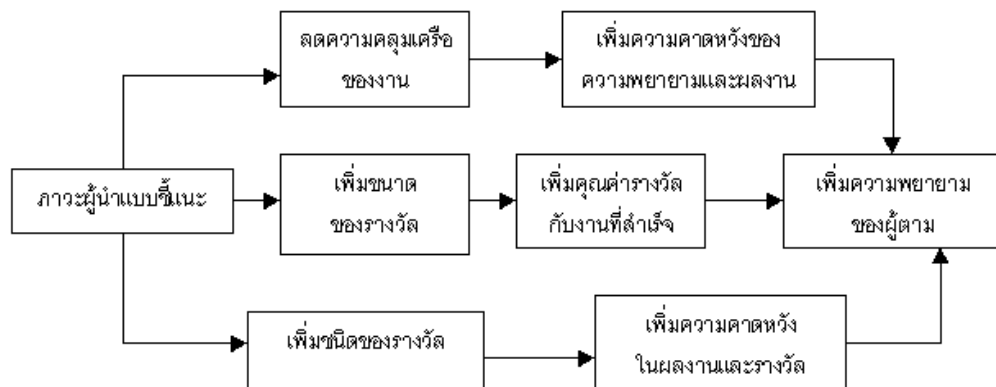 ลดความคลุมเครือ
ของงาน
เพิ่มความคาดหวังของ
ความพยายามและผลงาน
ภาวะผู้นำแบบชี้แนะ
เพิ่มขนาด
ของรางวัล
เพิ่มคุณค่ารางวัล
กับงานที่สำเร็จ
เพิ่มความพยายาม
ของผู้ตาม
เพิ่มชนิดของรางวัล
เพิ่มความคาดหวัง
ในผลงานและรางวัล